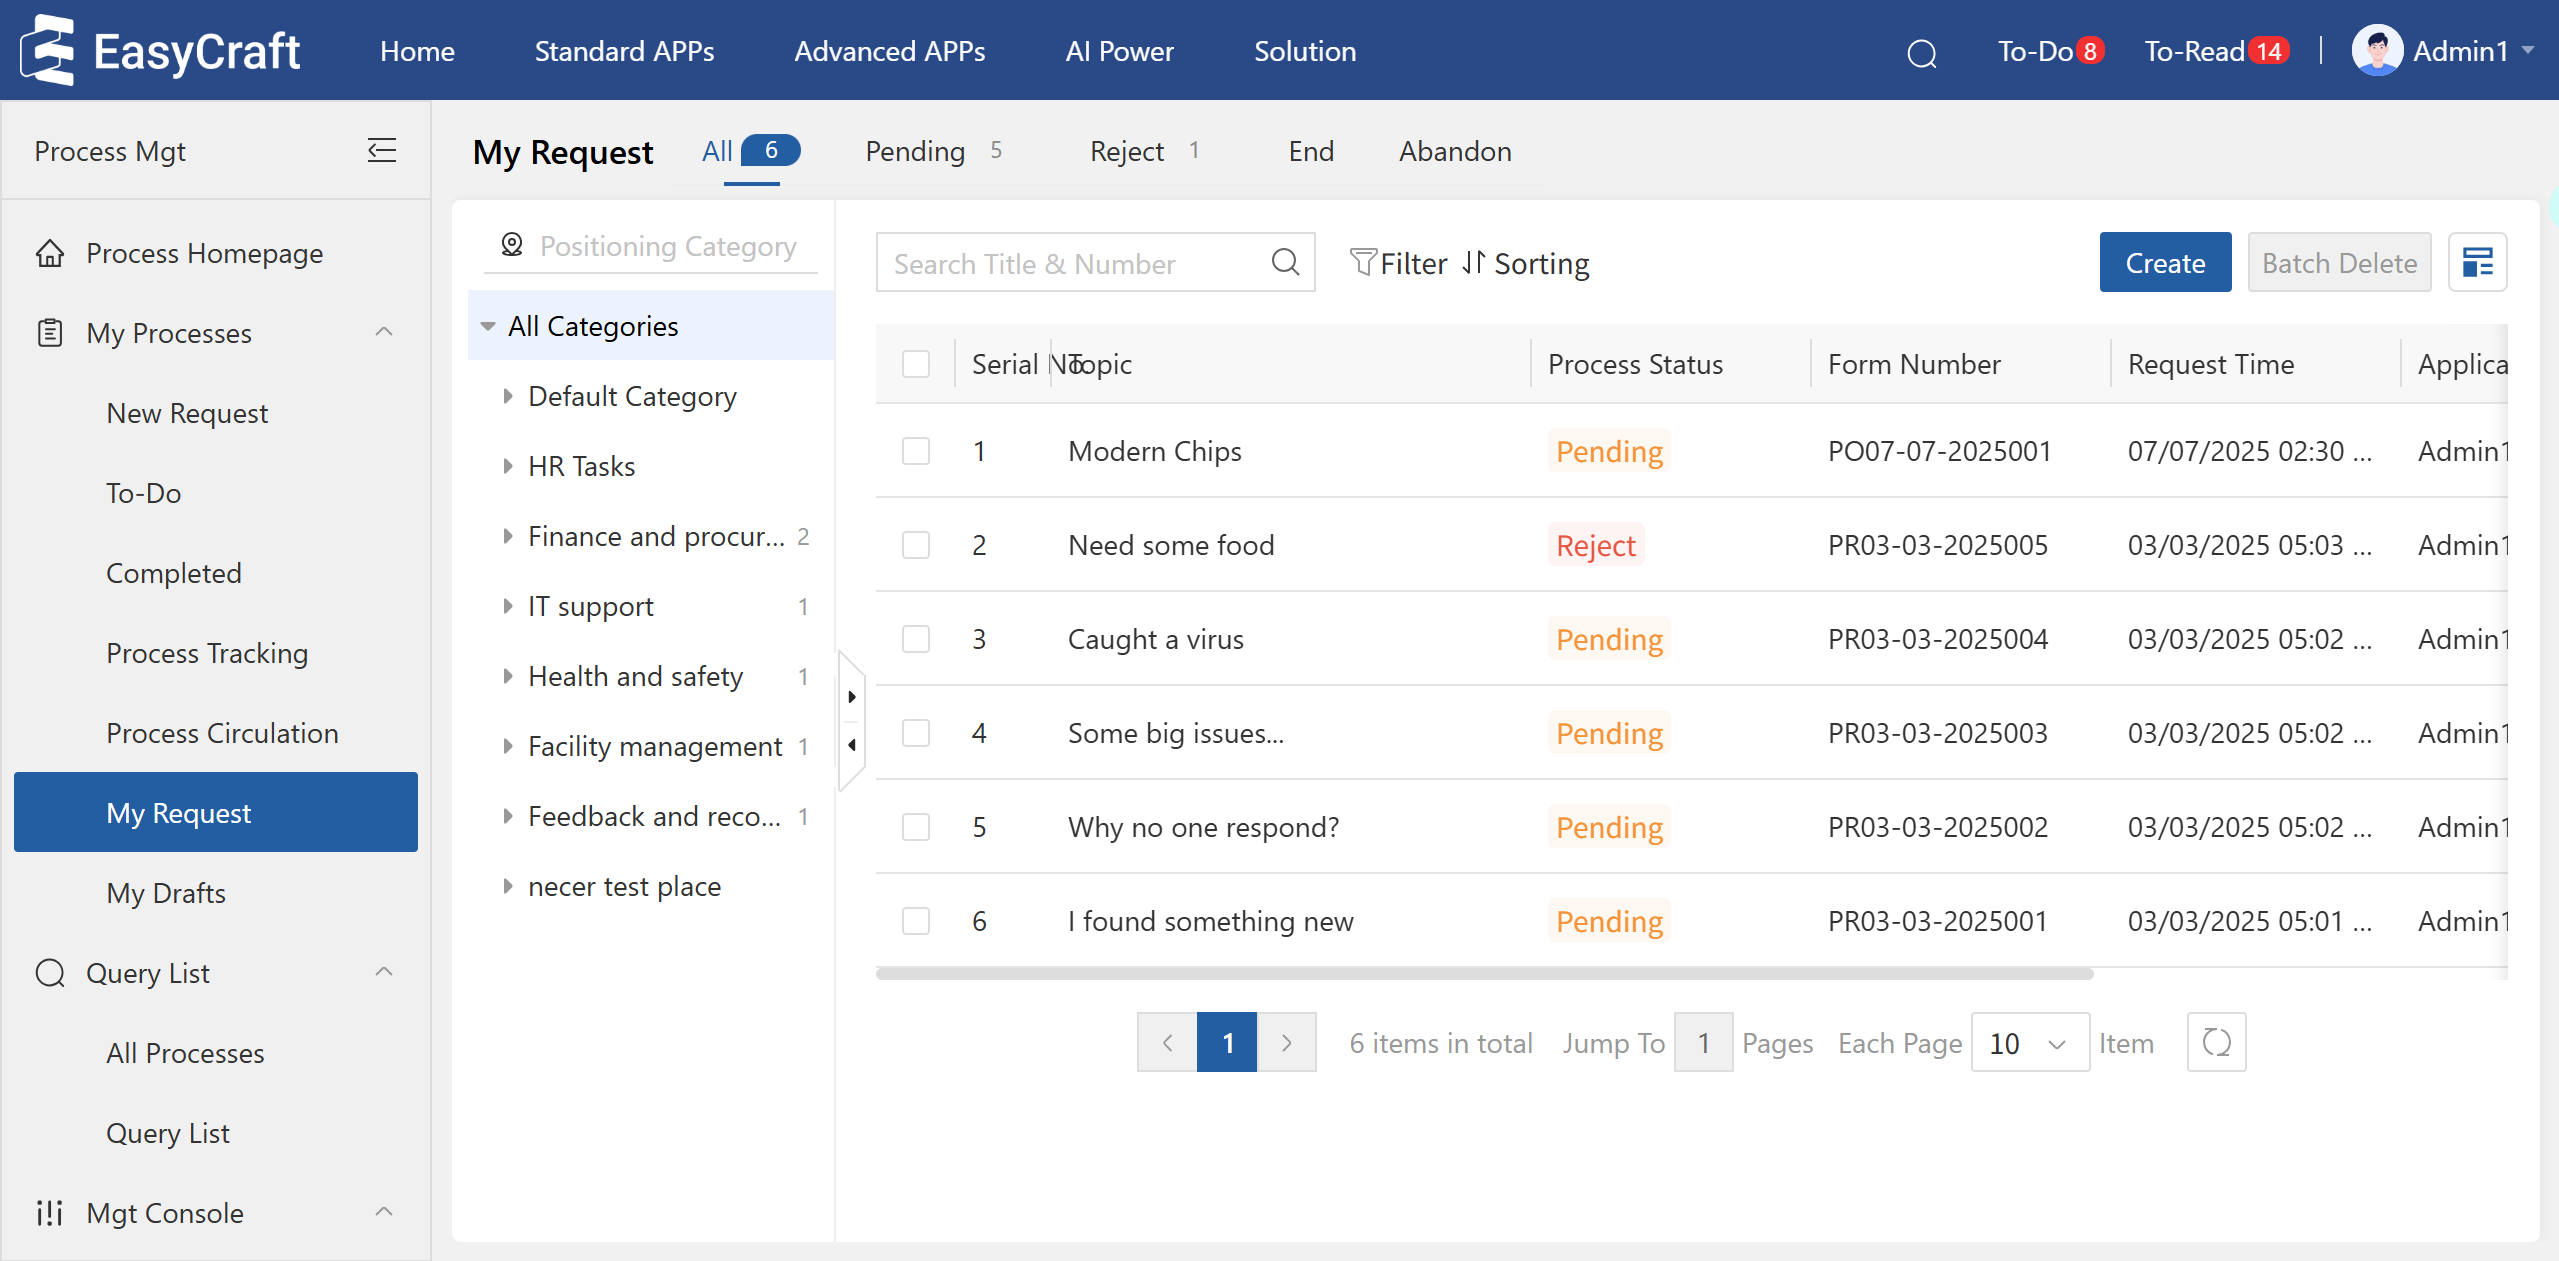 EasyCraft Home Standard APPs Advanced APPs AI Power Solution To-Do 8 To-Read 14 Admin1
Process Mgt
Process Homepage
My Processes
New Request
To-Do
Completed
Process Tracking
Process Circulation
My Request
My Drafts
Query List
All Processes
Query List
Mgt Console
My Request All 6 Pending 5 Reject 1 End Abandon
Positioning Category
All Categories
Default Category
HR Tasks
Finance and procur... 2
IT support 1
Health and safety 1
Facility management 1
Feedback and reco... 1
necer test place
Search Title & Number Filter Sorting Create Batch Delete
Serial No. Topic Process Status Form Number Request Time Applica
1 Modern Chips Pending PO07-07-2025001 07/07/2025 02:30 ... Admin1
2 Need some food Reject PR03-03-2025005 03/03/2025 05:03 ... Admin1
3 Caught a virus Pending PR03-03-2025004 03/03/2025 05:02 ... Admin1
4 Some big issues... Pending PR03-03-2025003 03/03/2025 05:02 ... Admin1
5 Why no one respond? Pending PR03-03-2025002 03/03/2025 05:02 ... Admin1
6 I found something new Pending PR03-03-2025001 03/03/2025 05:01 ... Admin1
1 6 items in total Jump To 1 Pages Each Page 10 Item